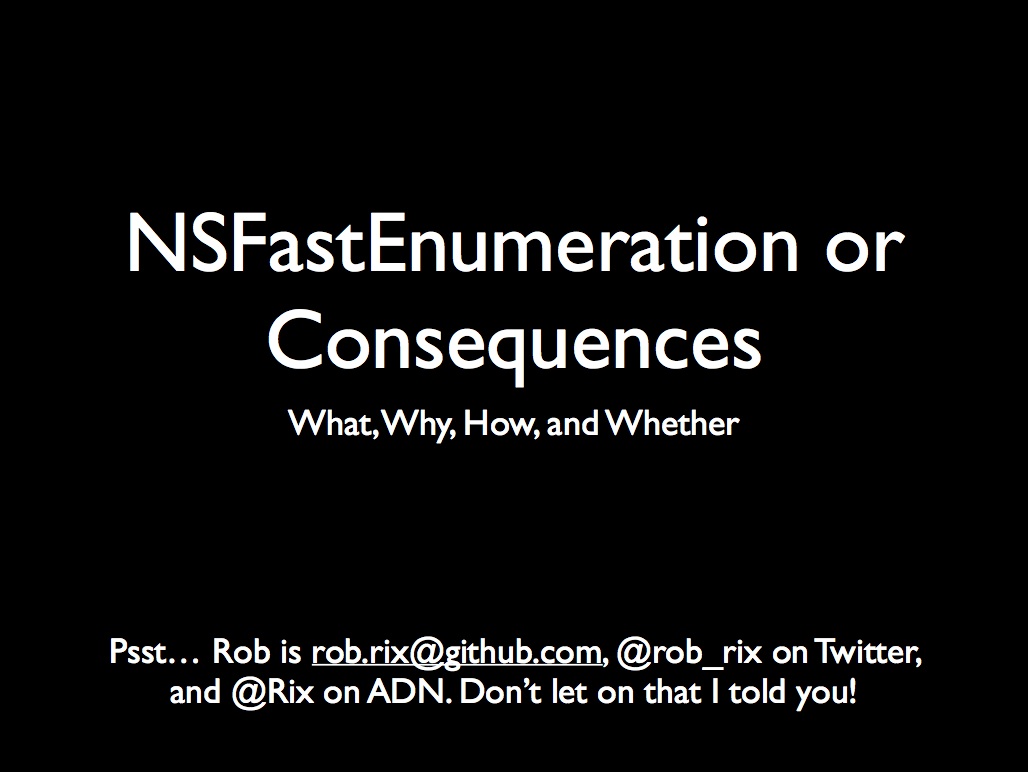 NSFastEnumeration or
Consequences
What, Why, How, and Whether
Psst… Rob is rob.rix@github.com, @rob_rix on Twitter,
and @Rix on ADN. Don’t let on that I told you!